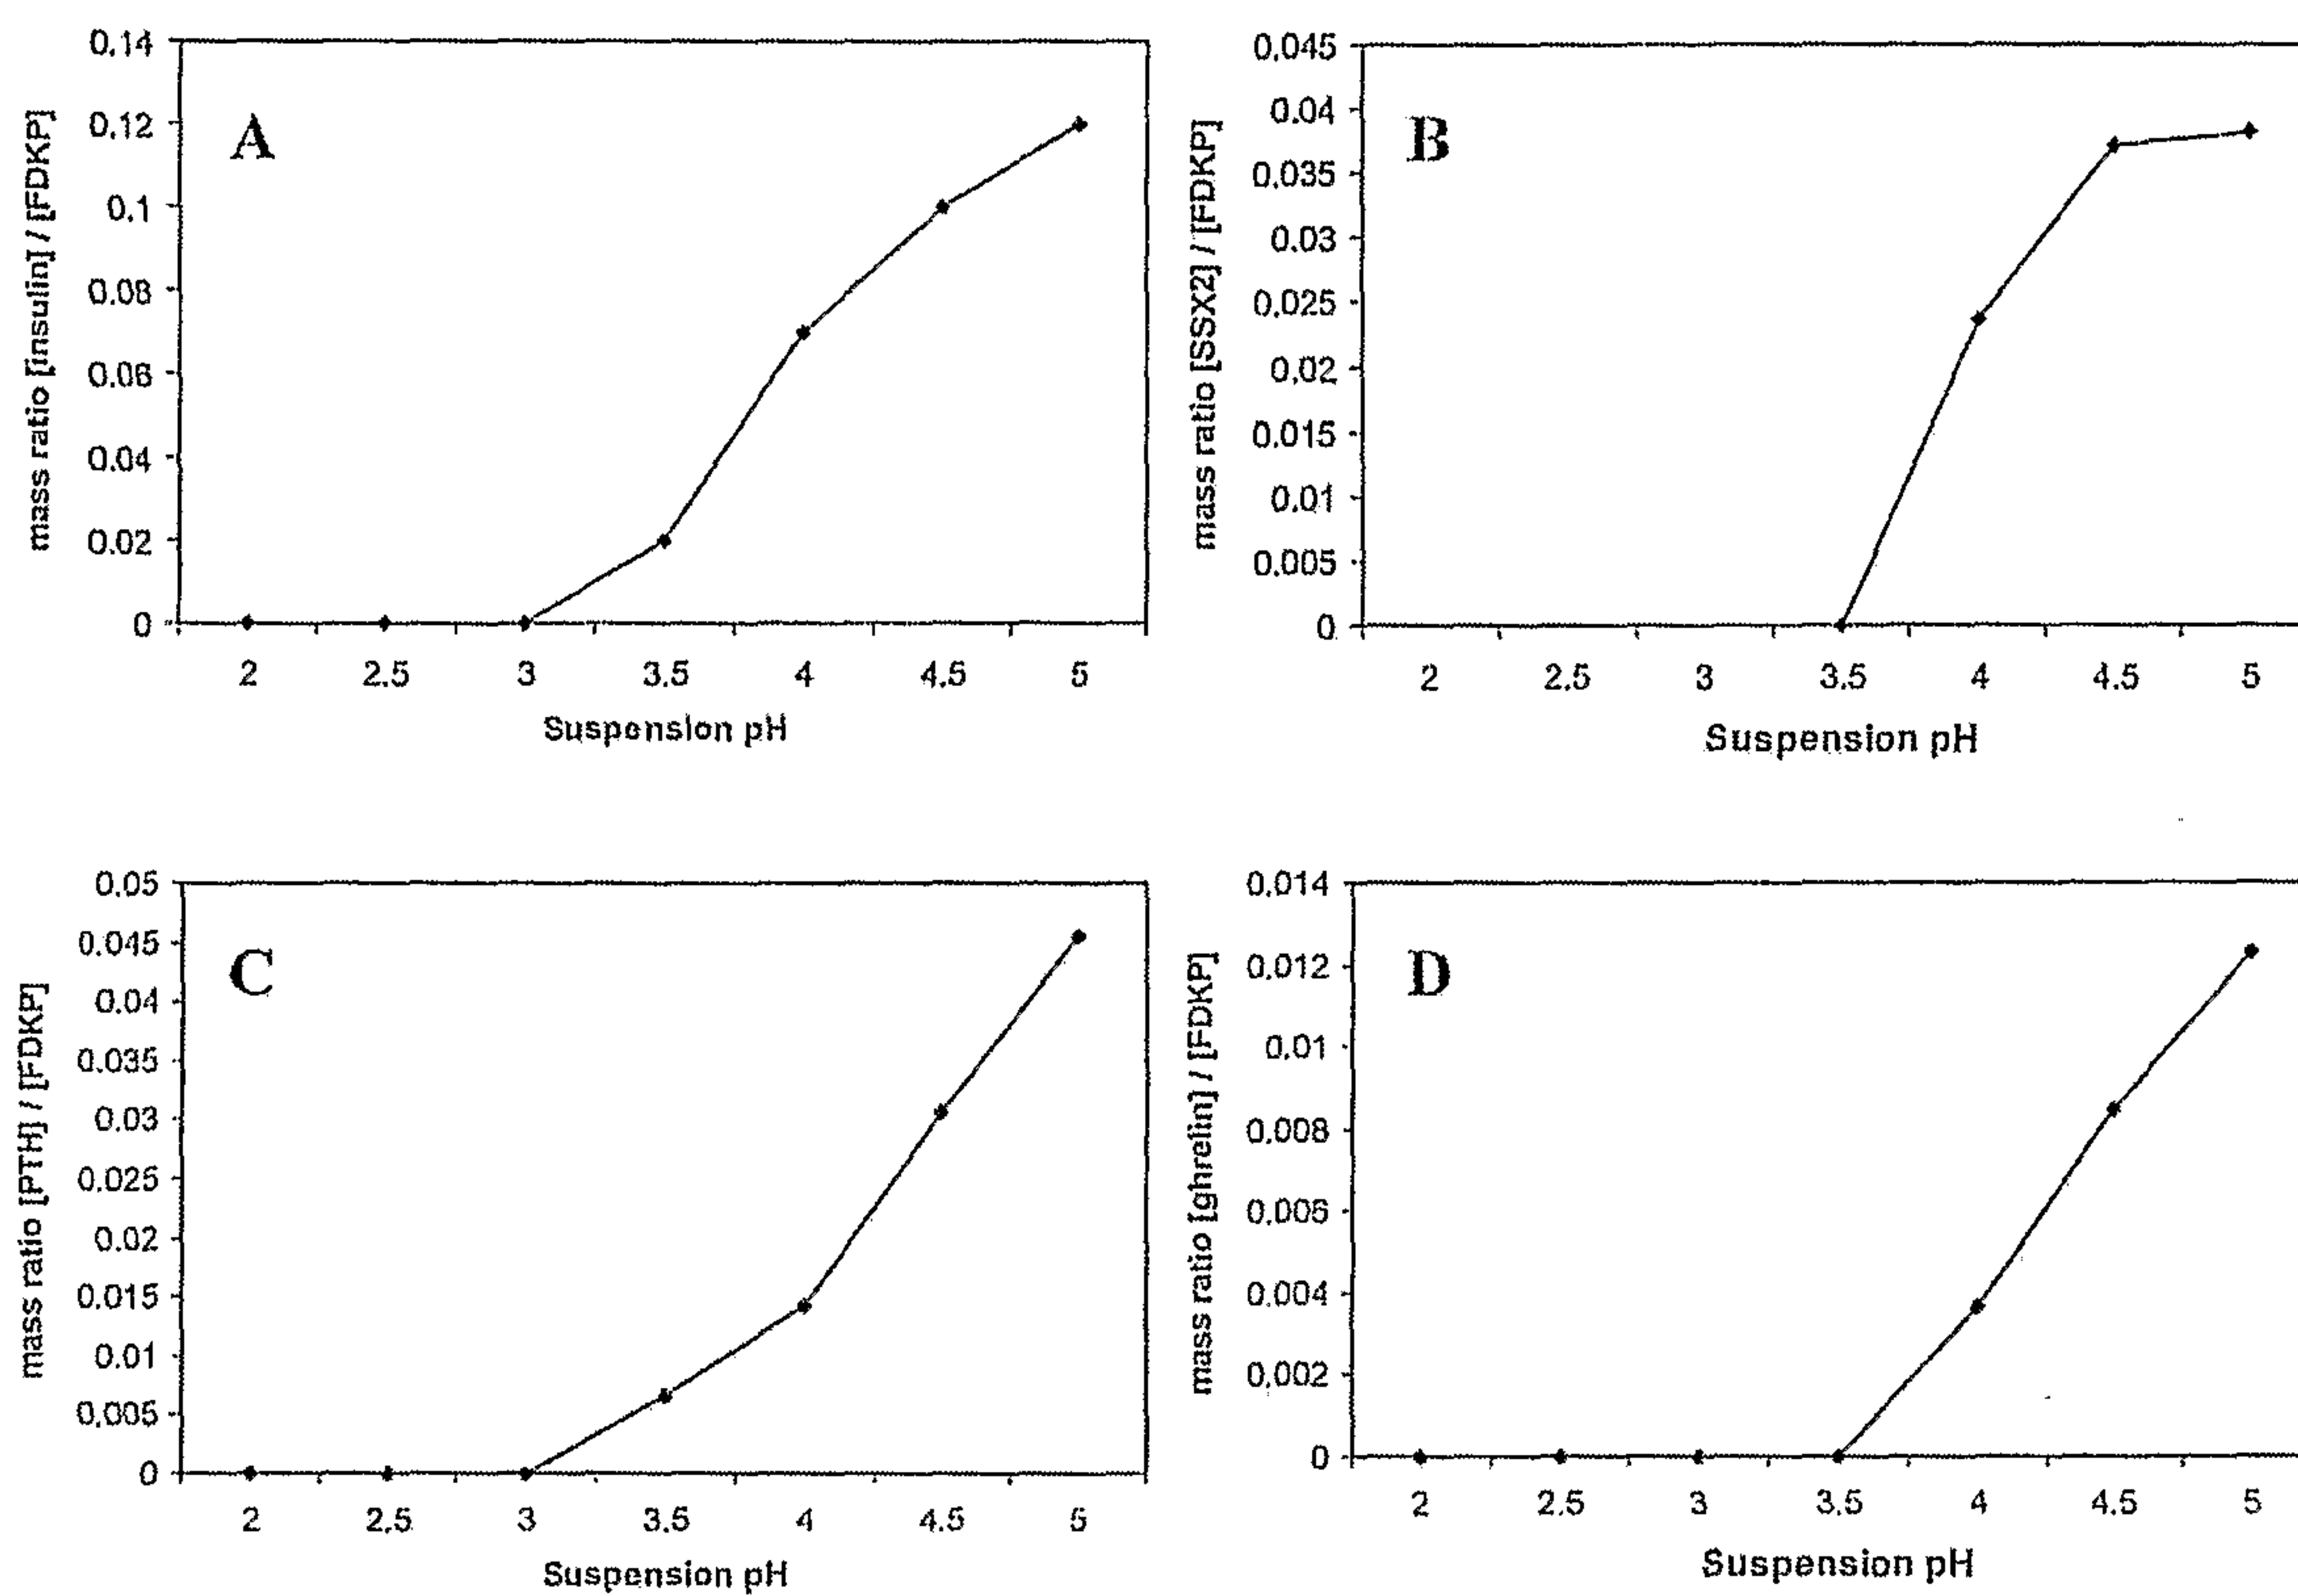 A
mass ratio [insulin] / [FDKP]
0.14
0.12
0.1
0.08
0.06
0.04
0.02
0
2 2.5 3 3.5 4 4.5 5
Suspension pH
B
mass ratio [SSX2] / [FDKP]
0.045
0.04
0.035
0.03
0.025
0.02
0.015
0.01
0.005
0
2 2.5 3 3.5 4 4.5 5
Suspension pH
C
mass ratio [PTH] / [FDKP]
0.05
0.045
0.04
0.035
0.03
0.025
0.02
0.015
0.01
0.005
0
2 2.5 3 3.5 4 4.5 5
Suspension pH
D
mass ratio [ghrelin] / [FDKP]
0.014
0.012
0.01
0.008
0.006
0.004
0.002
0
2 2.5 3 3.5 4 4.5 5
Suspension pH